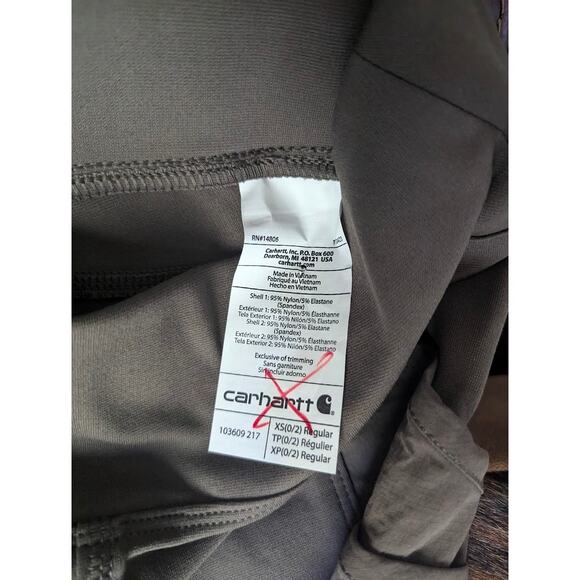 RN#14806
Carhartt, Inc. P.O. Box 600
Dearborn, MI 48121 USA
carhartt.com
Made in Vietnam
Fabriqué au Vietnam
Hecho en Vietnam
Shell 1: 95% Nylon/5% Elastane
(Spandex)
Extérieur 1: 95% Nylon/5% Élasthanne
Tela Exterior 1: 95% Nilón/5% Elastano
Shell 2: 95% Nylon/5% Elastane
(Spandex)
Extérieur 2: 95% Nylon/5% Élasthanne
Tela Exterior 2: 95% Nilón/5% Elastano
Exclusive of trimming
Sans garniture
Sin incluir adorno
carhartt
103609 217
XS(0/2) Regular
TP(0/2) Régulier
XP(0/2) Regular